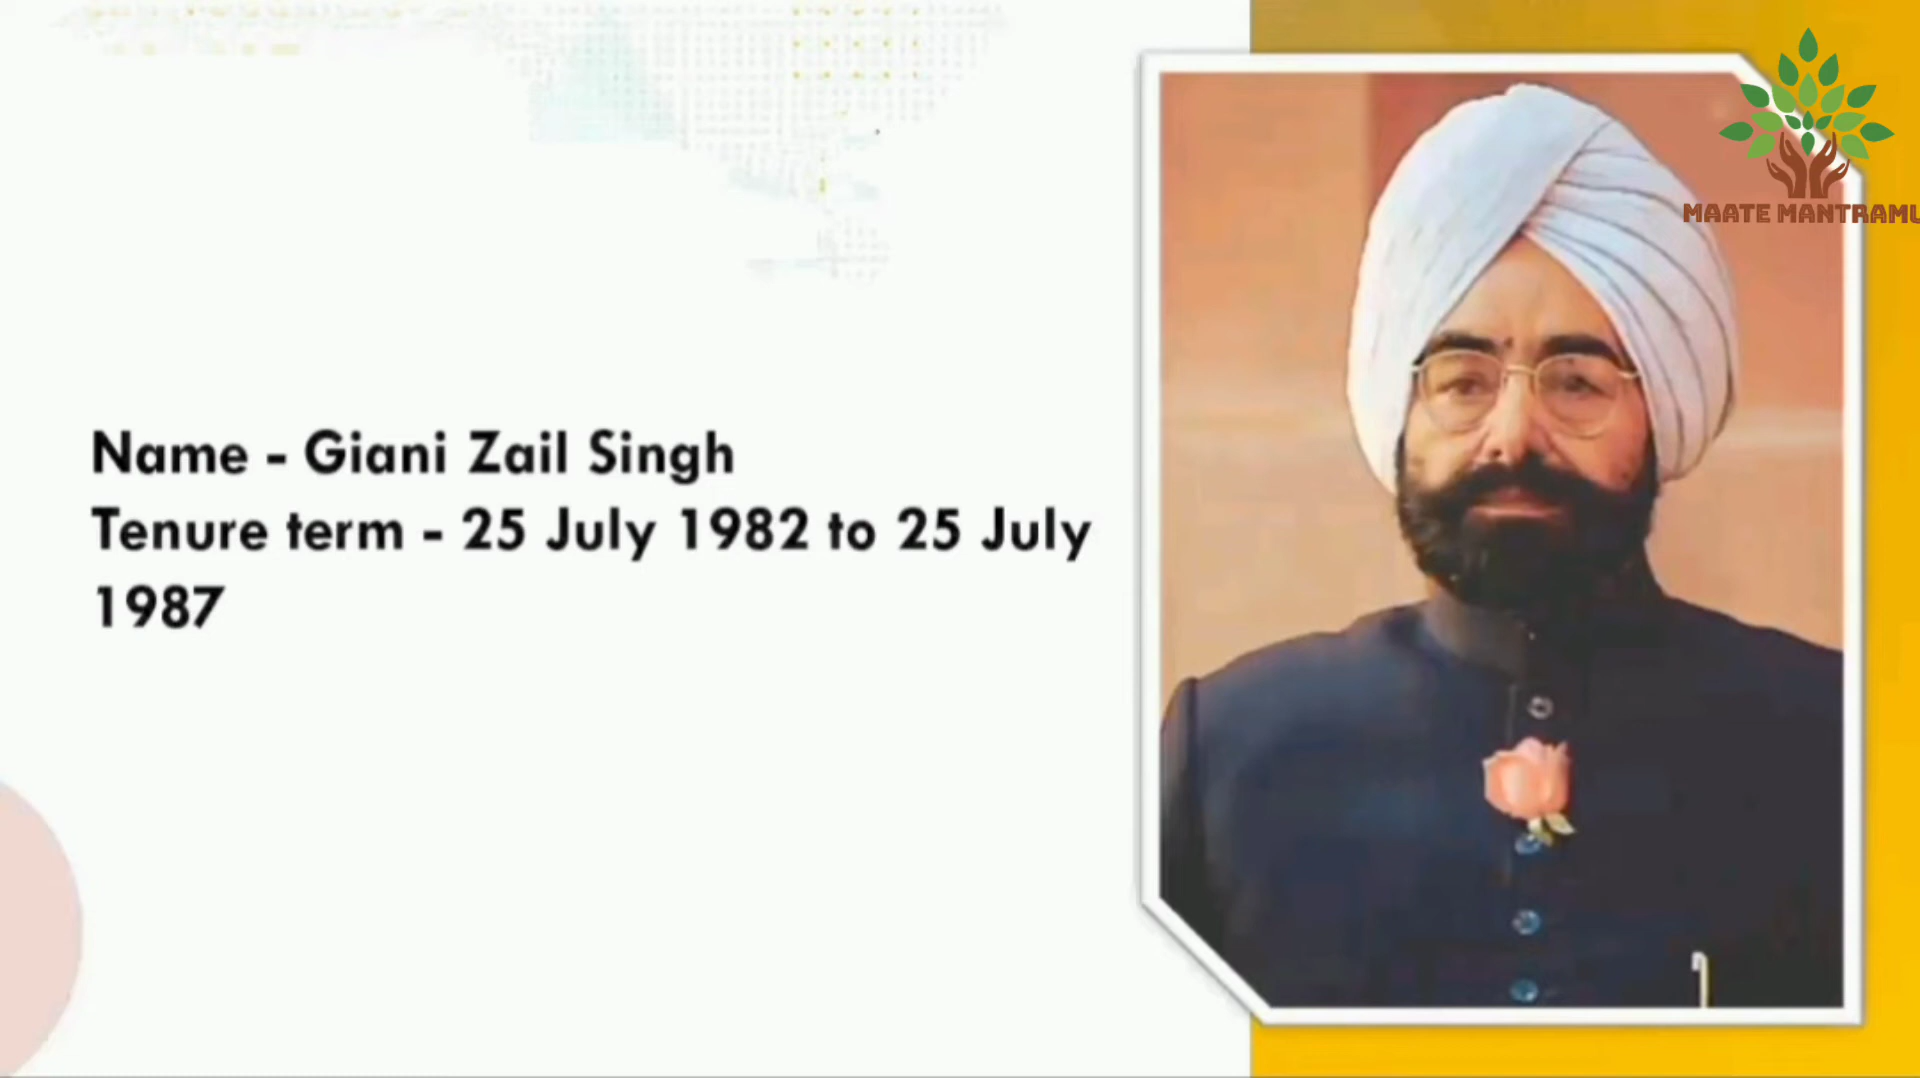 MAATE MANTRAMU
Name - Giani Zail Singh
Tenure term - 25 July 1982 to 25 July
1987